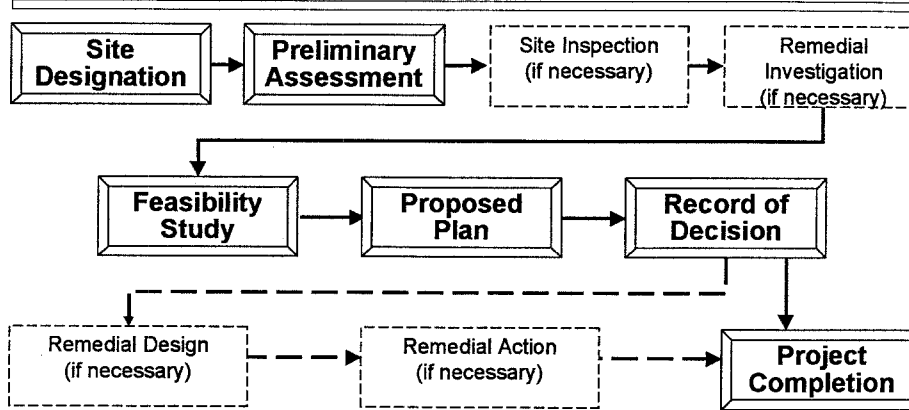 Site
Designation
Preliminary
Assessment
Site Inspection
(if necessary)
Remedial
Investigation
(if necessary)
Feasibility
Study
Proposed
Plan
Record of
Decision
Remedial Design
(if necessary)
Remedial Action
(if necessary)
Project
Completion